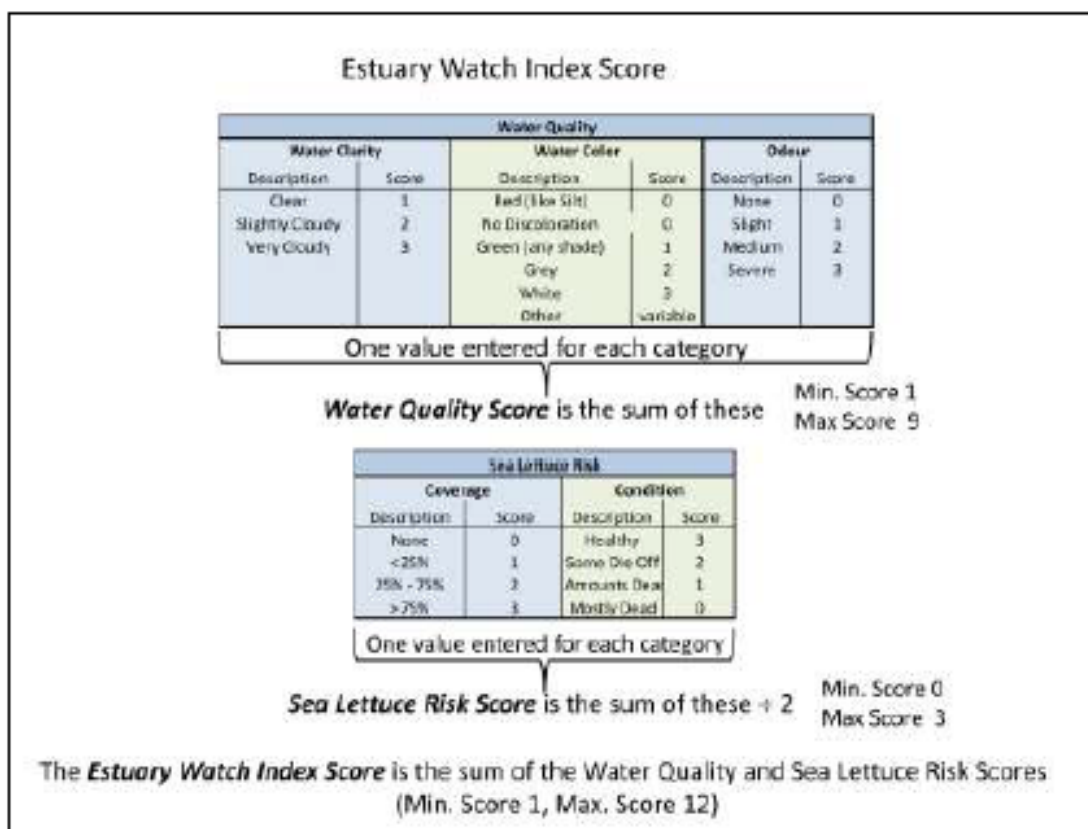 Estuary Watch Index Score
Water Quality
Water Clarity Water Color Odour
Description Score Description Score Description Score
Clear 1 Red (like Silt) 0 None 0
Slightly Cloudy 2 No Discoloration 0 Slight 1
Very Cloudy 3 Green (any shade) 1 Medium 2
Grey 2 Severe 3
White 3
Other variable
One value entered for each category
Water Quality Score is the sum of these
Min. Score 1
Max Score 9
Sea Lettuce Risk
Coverage Condition
Description Score Description Score
None 0 Healthy 3
<25% 1 Some Die Off 2
25% - 75% 2 Amounts Dea 1
>75% 3 Mostly Dead 0
One value entered for each category
Sea Lettuce Risk Score is the sum of these ÷ 2
Min. Score 0
Max Score 3
The Estuary Watch Index Score is the sum of the Water Quality and Sea Lettuce Risk Scores
(Min. Score 1, Max. Score 12)